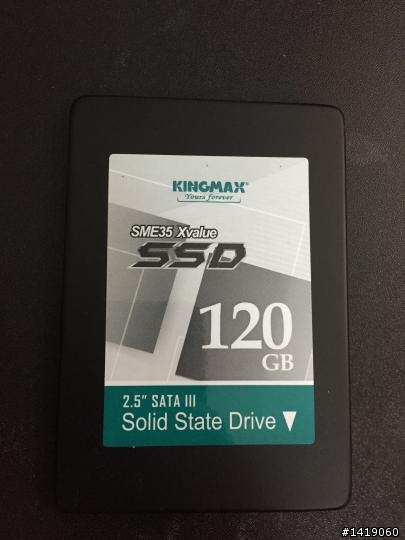 KINGMAX®
Yours forever
SME35 Xvalue
SSD
120
GB
2.5" SATA III
Solid State Drive ▼
#1419060